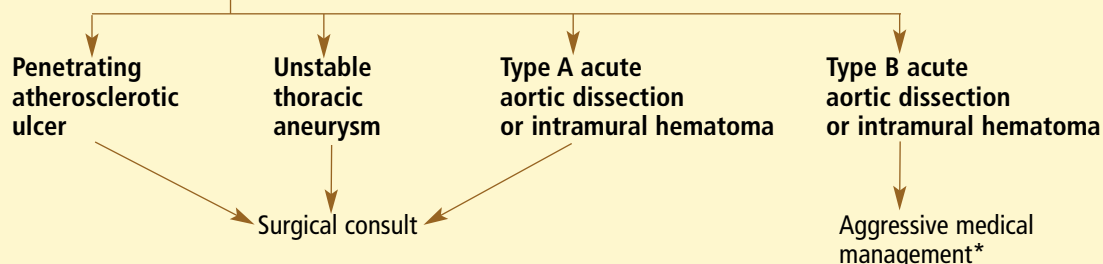 Penetrating
atherosclerotic
ulcer
Unstable
thoracic
aneurysm
Type A acute
aortic dissection
or intramural hematoma
Type B acute
aortic dissection
or intramural hematoma
Surgical consult
Aggressive medical
management*